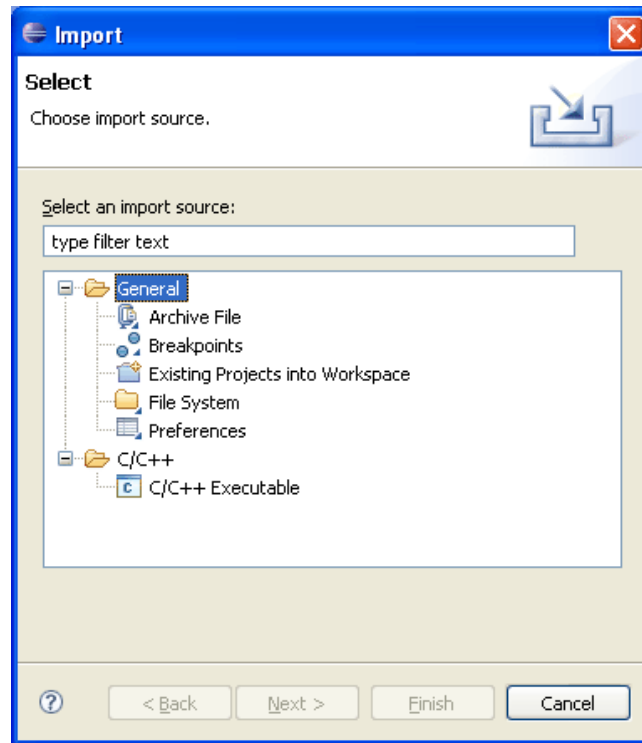 Import
Select
Choose import source.
Select an import source:
type filter text
General
Archive File
Breakpoints
Existing Projects into Workspace
File System
Preferences
C/C++
C/C++ Executable
< Back Next > Finish Cancel